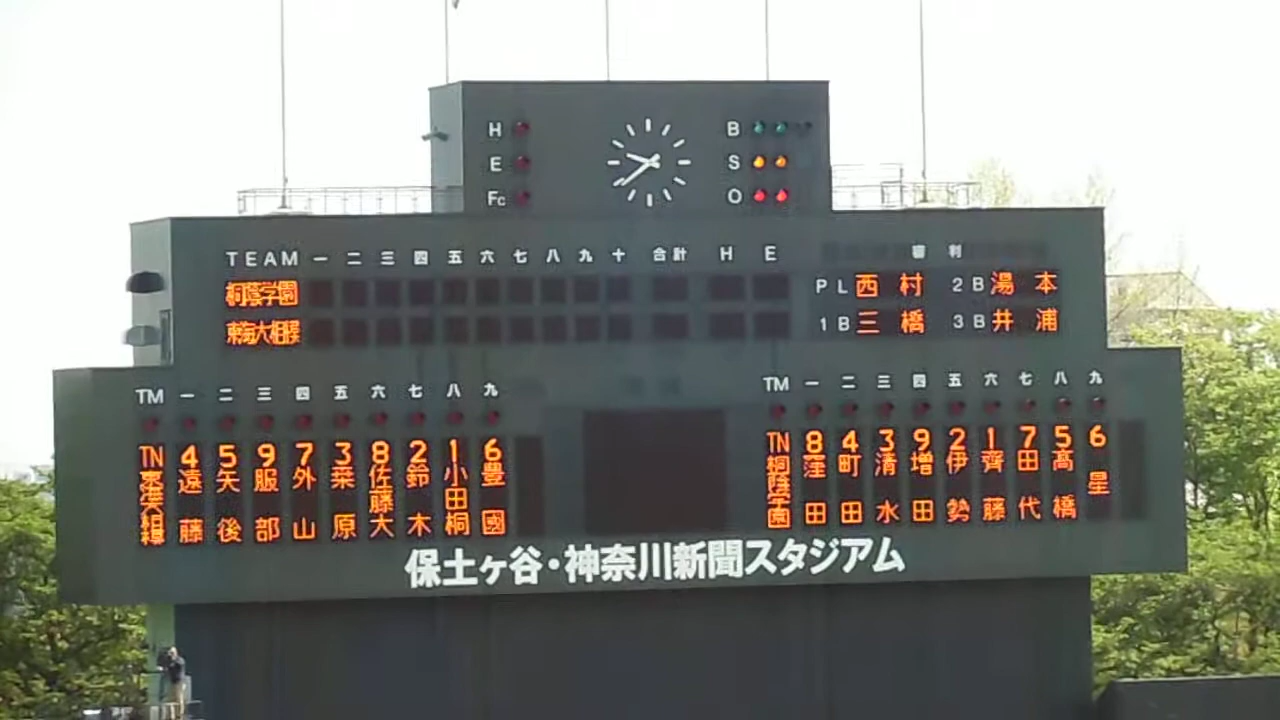 H B
E S
Fc O
TEAM 一 二 三 四 五 六 七 八 九 十 合計 H E 審判
桐蔭学園 PL 西村 2B 湯本
東海大相模 1B 三橋 3B 井浦
TM 一 二 三 四 五 六 七 八 九 TM 一 二 三 四 五 六 七 八 九
TN 4 5 9 7 3 8 2 1 6 TN 8 4 3 9 2 1 7 5 6
東海大相模 遠藤 矢後 服部 外山 栞原 佐藤大 鈴木 小田桐 豊國 桐蔭学園 窪田 町田 清水 増田 伊勢 齊藤 田代 髙橋 星
保土ヶ谷・神奈川新聞スタジアム